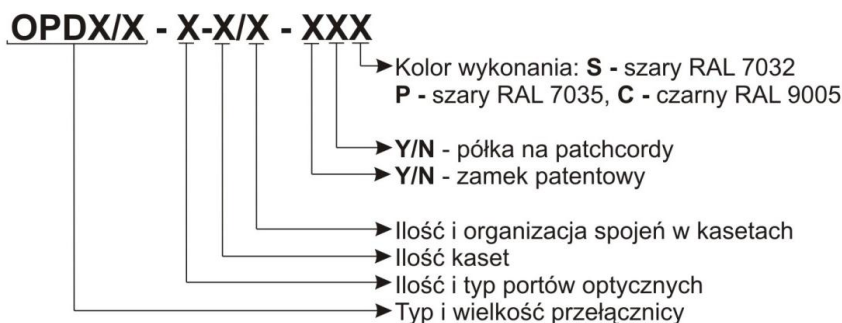 OPDX/X - X-X/X - XXX
Kolor wykonania: S - szary RAL 7032
P - szary RAL 7035, C - czarny RAL 9005
Y/N - półka na patchcordy
Y/N - zamek patentowy
Ilość i organizacja spojeń w kasetach
Ilość kaset
Ilość i typ portów optycznych
Typ i wielkość przełącznicy